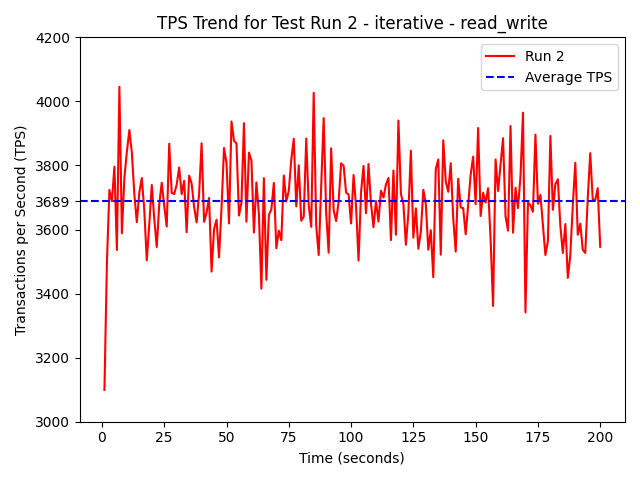 TPS Trend for Test Run 2 - iterative - read_write
Transactions per Second (TPS)
4200
4000
3800
3689
3600
3400
3200
3000
Run 2
Average TPS
0 25 50 75 100 125 150 175 200
Time (seconds)